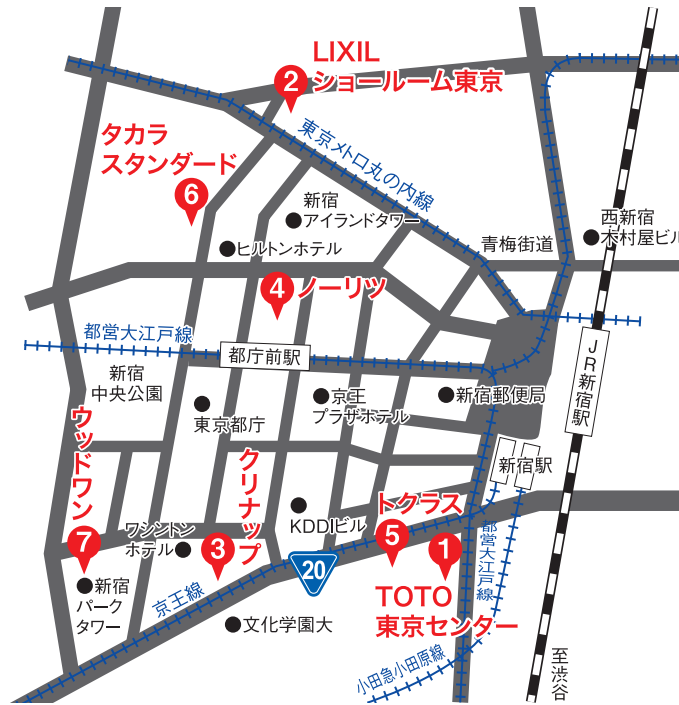 LIXIL
ショールーム東京
2
東京メトロ丸の内線
タカラ
スタンダード
6
新宿
アイランドタワー
ヒルトンホテル
青梅街道
西新宿
木村屋ビル
4
ノーリツ
都営大江戸線
都庁前駅
JR新宿駅
新宿
中央公園
東京都庁
京王
プラザホテル
新宿郵便局
ウッドワン
クリナップ
新宿駅
トクラス
KDDIビル
ワシントン
ホテル
7
3
5
1
20
都営大江戸線
新宿
パーク
タワー
京王線
文化学園大
TOTO
東京センター
小田急小田原線
至渋谷